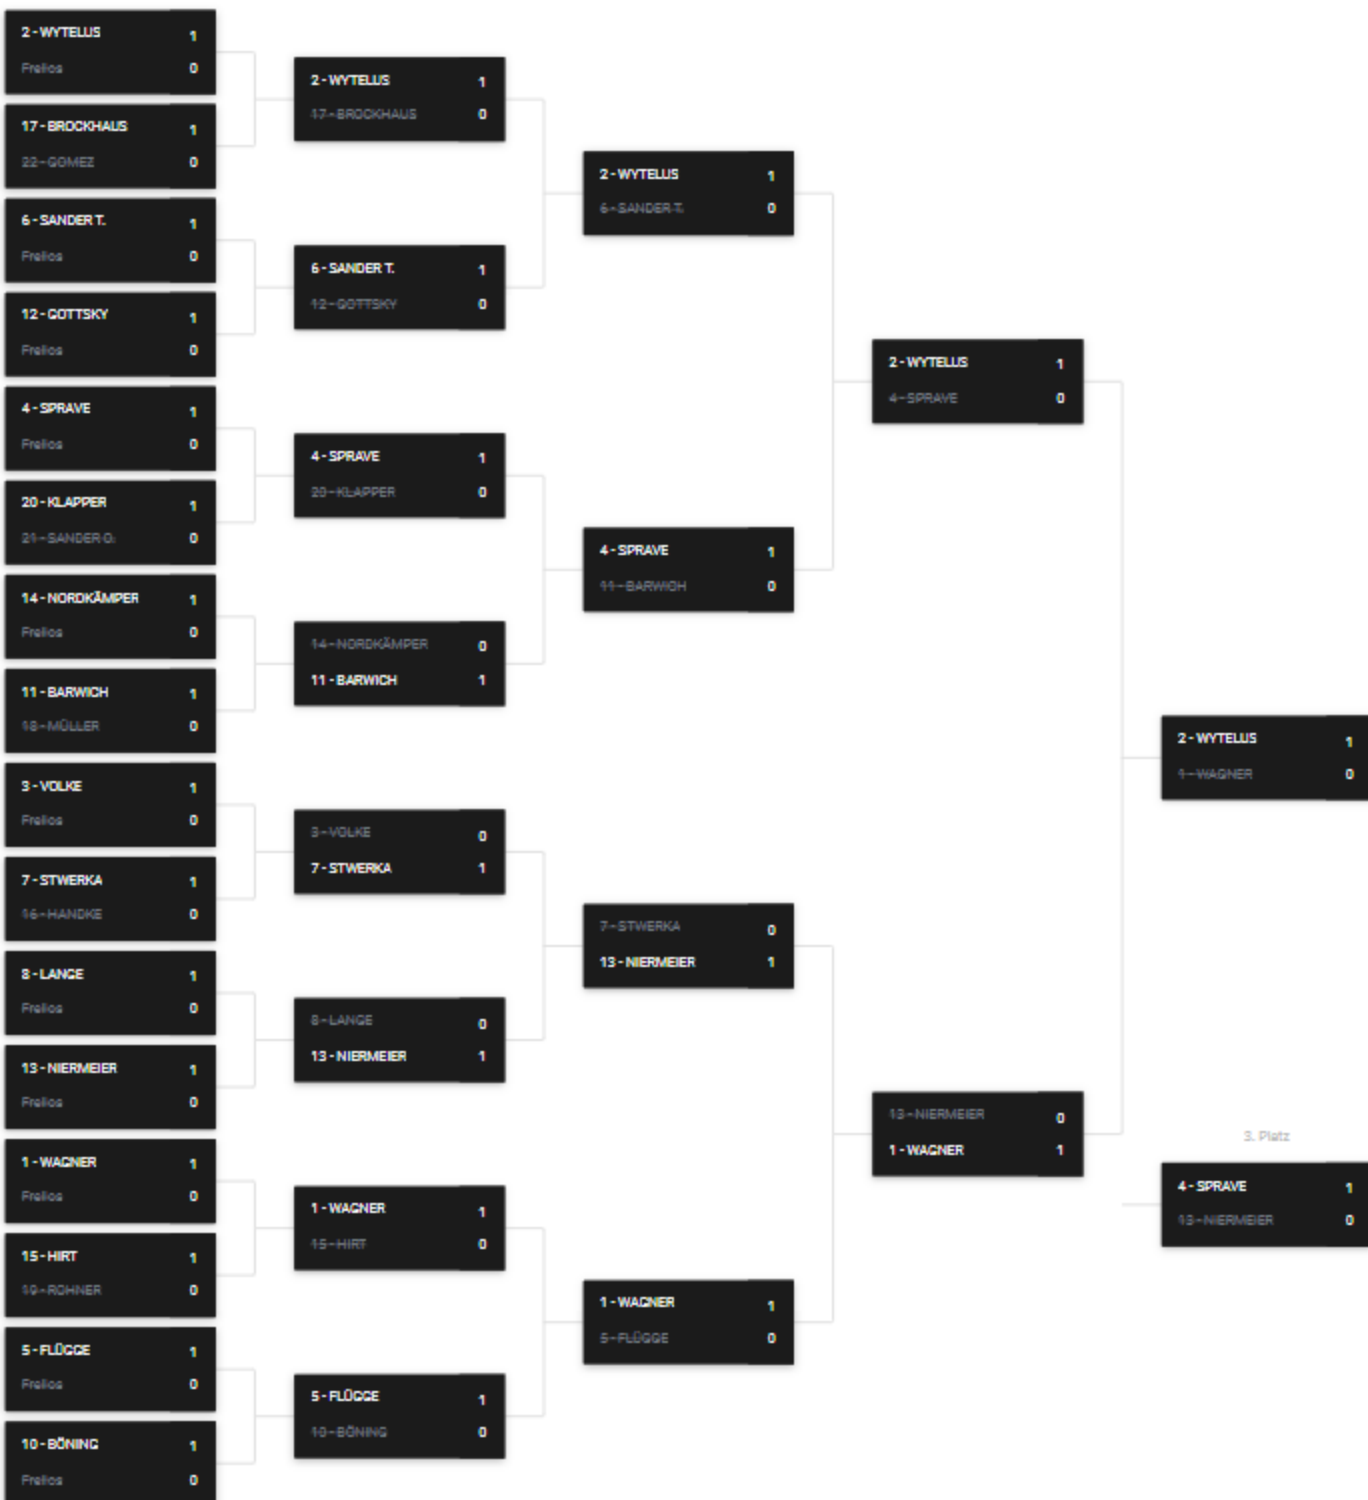 2 - WYTELUS 1
Freilos 0
17 - BROCKHAUS 1
22 - GOMEZ 0
6 - SANDER T. 1
Freilos 0
12 - GOTTSKY 1
Freilos 0
4 - SPRAVE 1
Freilos 0
20 - KLAPPER 1
21 - SANDER O. 0
14 - NORDKÄMPER 1
Freilos 0
11 - BARWICH 1
18 - MÜLLER 0
3 - VOLKE 1
Freilos 0
7 - STWERKA 1
16 - HANDKE 0
8 - LANGE 1
Freilos 0
13 - NIERMEIER 1
Freilos 0
1 - WAGNER 1
Freilos 0
15 - HIRT 1
19 - ROHNER 0
5 - FLÜGGE 1
Freilos 0
10 - BÖNING 1
Freilos 0
2 - WYTELUS 1
17 - BROCKHAUS 0
6 - SANDER T. 1
12 - GOTTSKY 0
4 - SPRAVE 1
20 - KLAPPER 0
14 - NORDKÄMPER 0
11 - BARWICH 1
3 - VOLKE 0
7 - STWERKA 1
8 - LANGE 0
13 - NIERMEIER 1
1 - WAGNER 1
15 - HIRT 0
5 - FLÜGGE 1
10 - BÖNING 0
2 - WYTELUS 1
6 - SANDER T. 0
4 - SPRAVE 1
11 - BARWICH 0
7 - STWERKA 0
13 - NIERMEIER 1
1 - WAGNER 1
5 - FLÜGGE 0
2 - WYTELUS 1
4 - SPRAVE 0
13 - NIERMEIER 0
1 - WAGNER 1
2 - WYTELUS 1
1 - WAGNER 0
3. Platz
4 - SPRAVE 1
13 - NIERMEIER 0